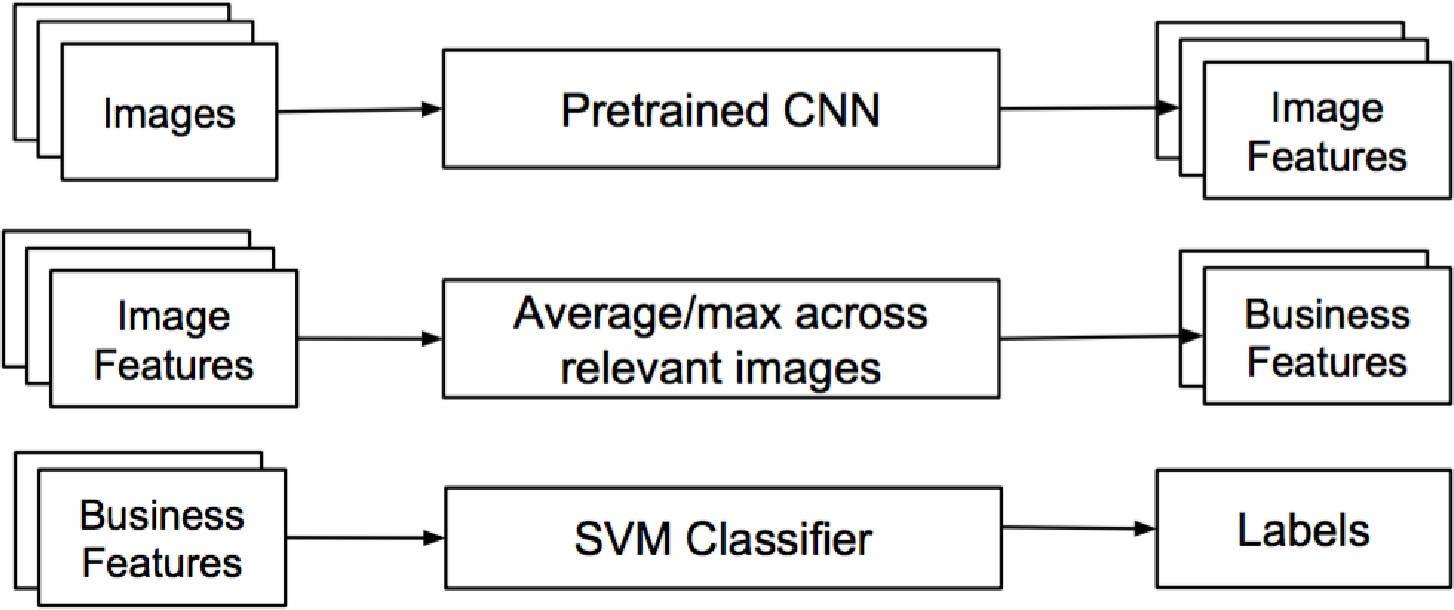 Images
Pretrained CNN
Image
Features
Image
Features
Average/max across
relevant images
Business
Features
Business
Features
SVM Classifier
Labels